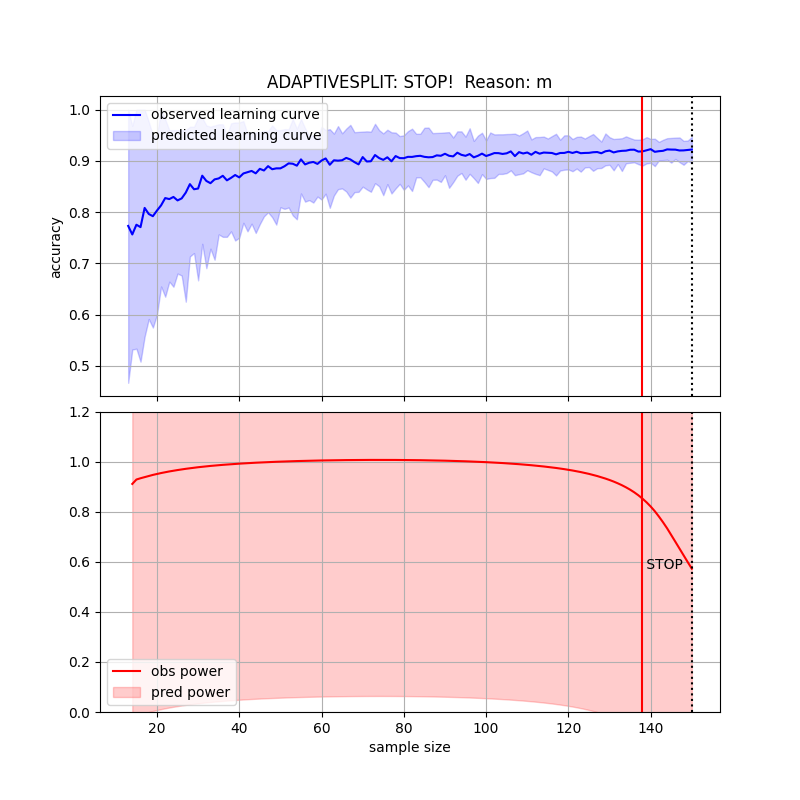 ADAPTIVESPLIT: STOP!  Reason: m
observed learning curve
predicted learning curve
1.0
0.9
0.8
0.7
0.6
0.5
accuracy
1.2
1.0
0.8
0.6
0.4
0.2
0.0
STOP
obs power
pred power
20 40 60 80 100 120 140
sample size